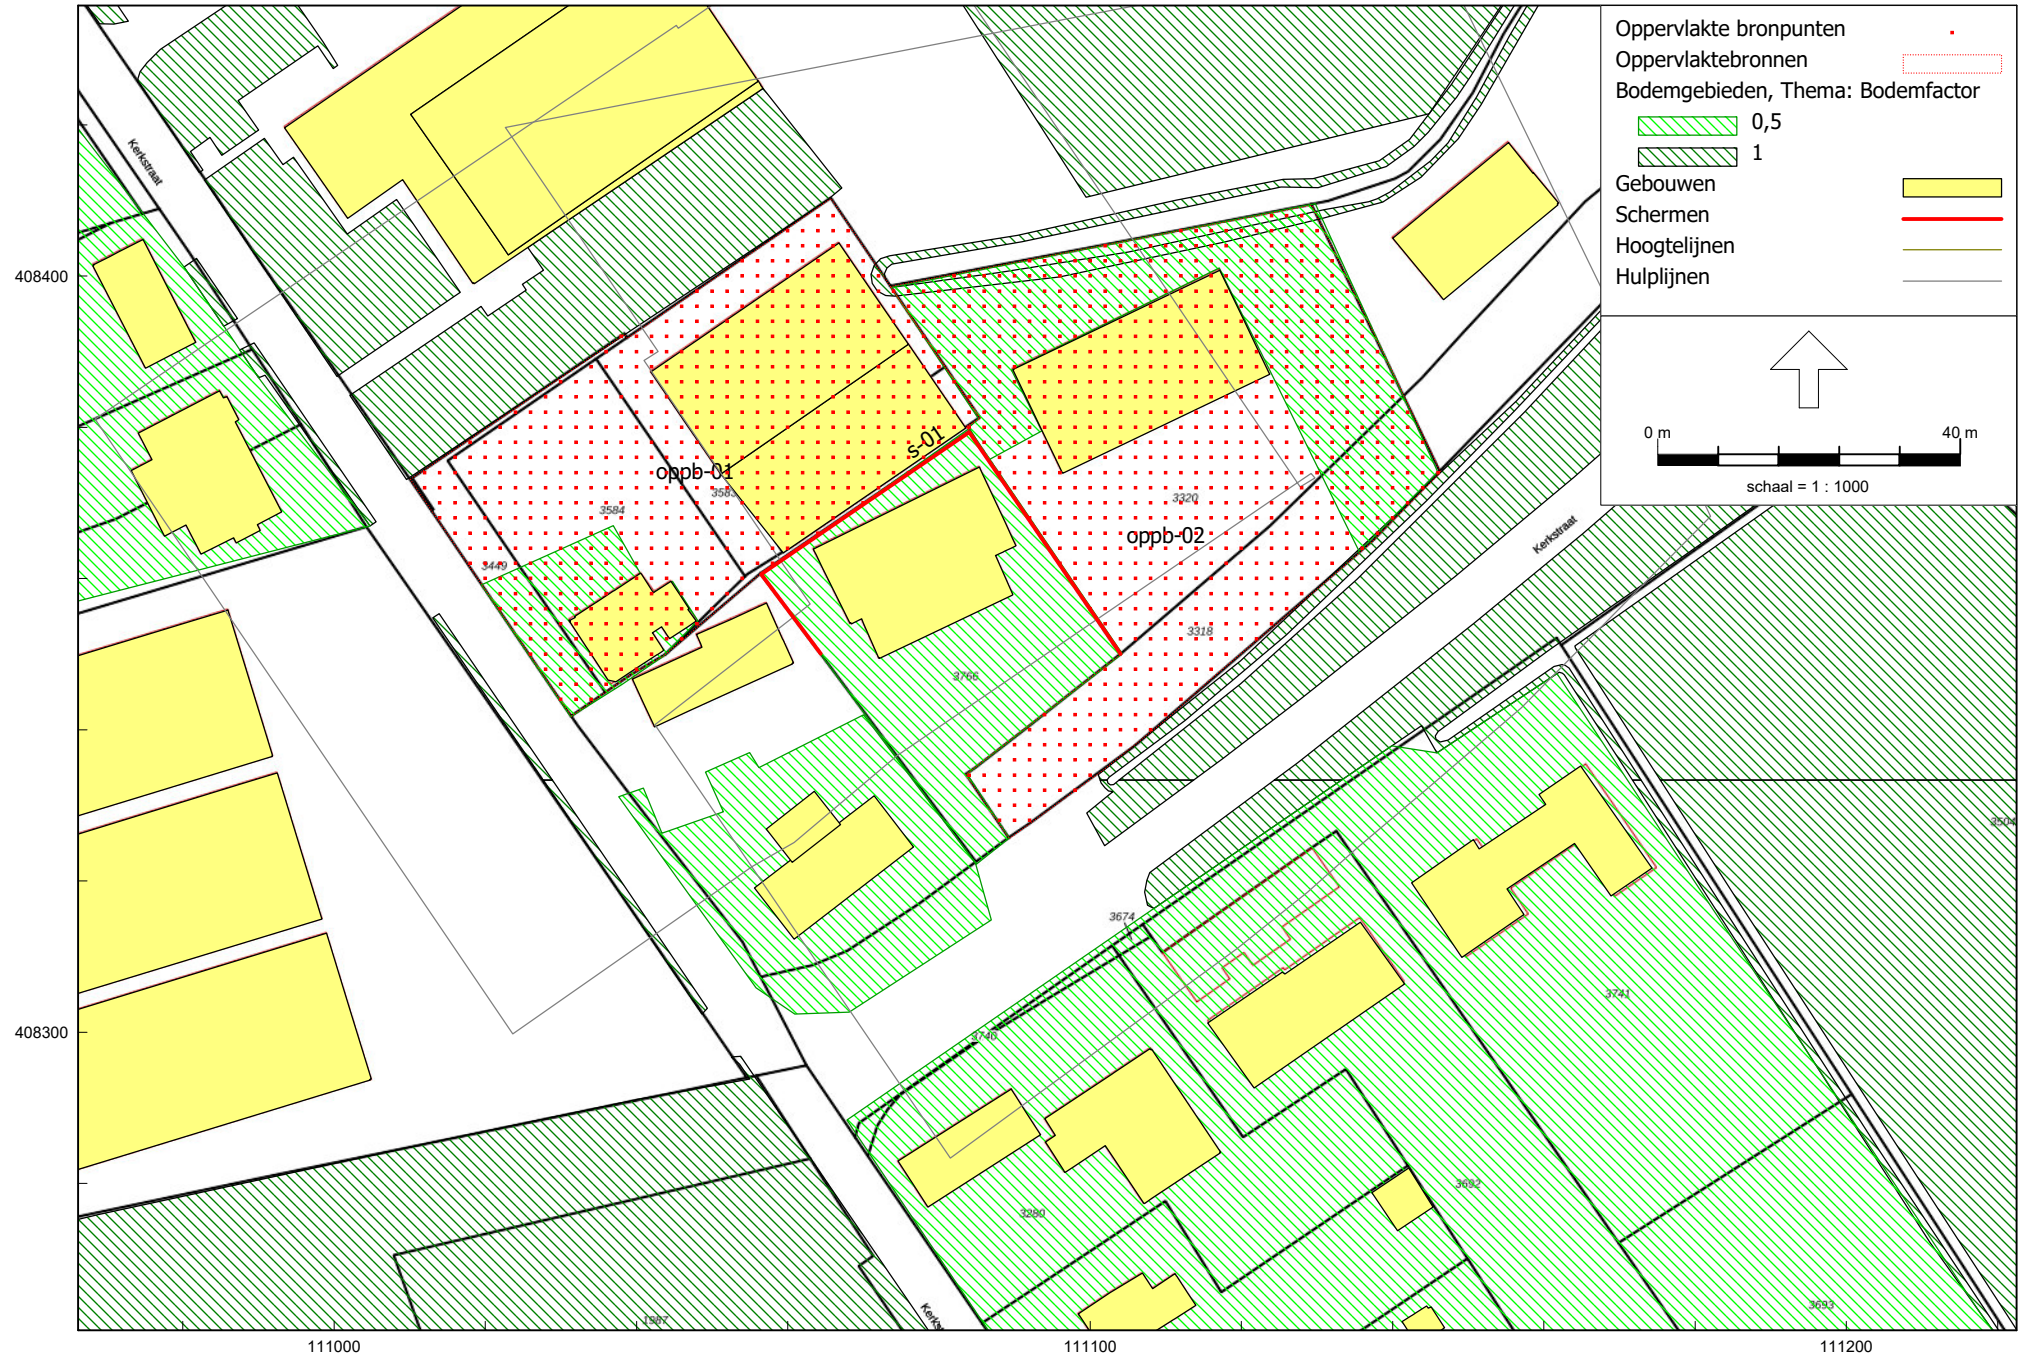 Oppervlakte bronpunten
Oppervlaktebronnen
Bodemgebieden, Thema: Bodemfactor
0,5
1
Gebouwen
Schermen
Hoogtelijnen
Hulplijnen
0 m
40 m
schaal = 1 : 1000
Kerkstraat
408400
s-01
oppb-01
3583
3584
3449
3320
oppb-02
Kerkstraat
3318
3766
3504
3674
3741
408300
3740
3692
3280
3693
1987
111000
111100
111200